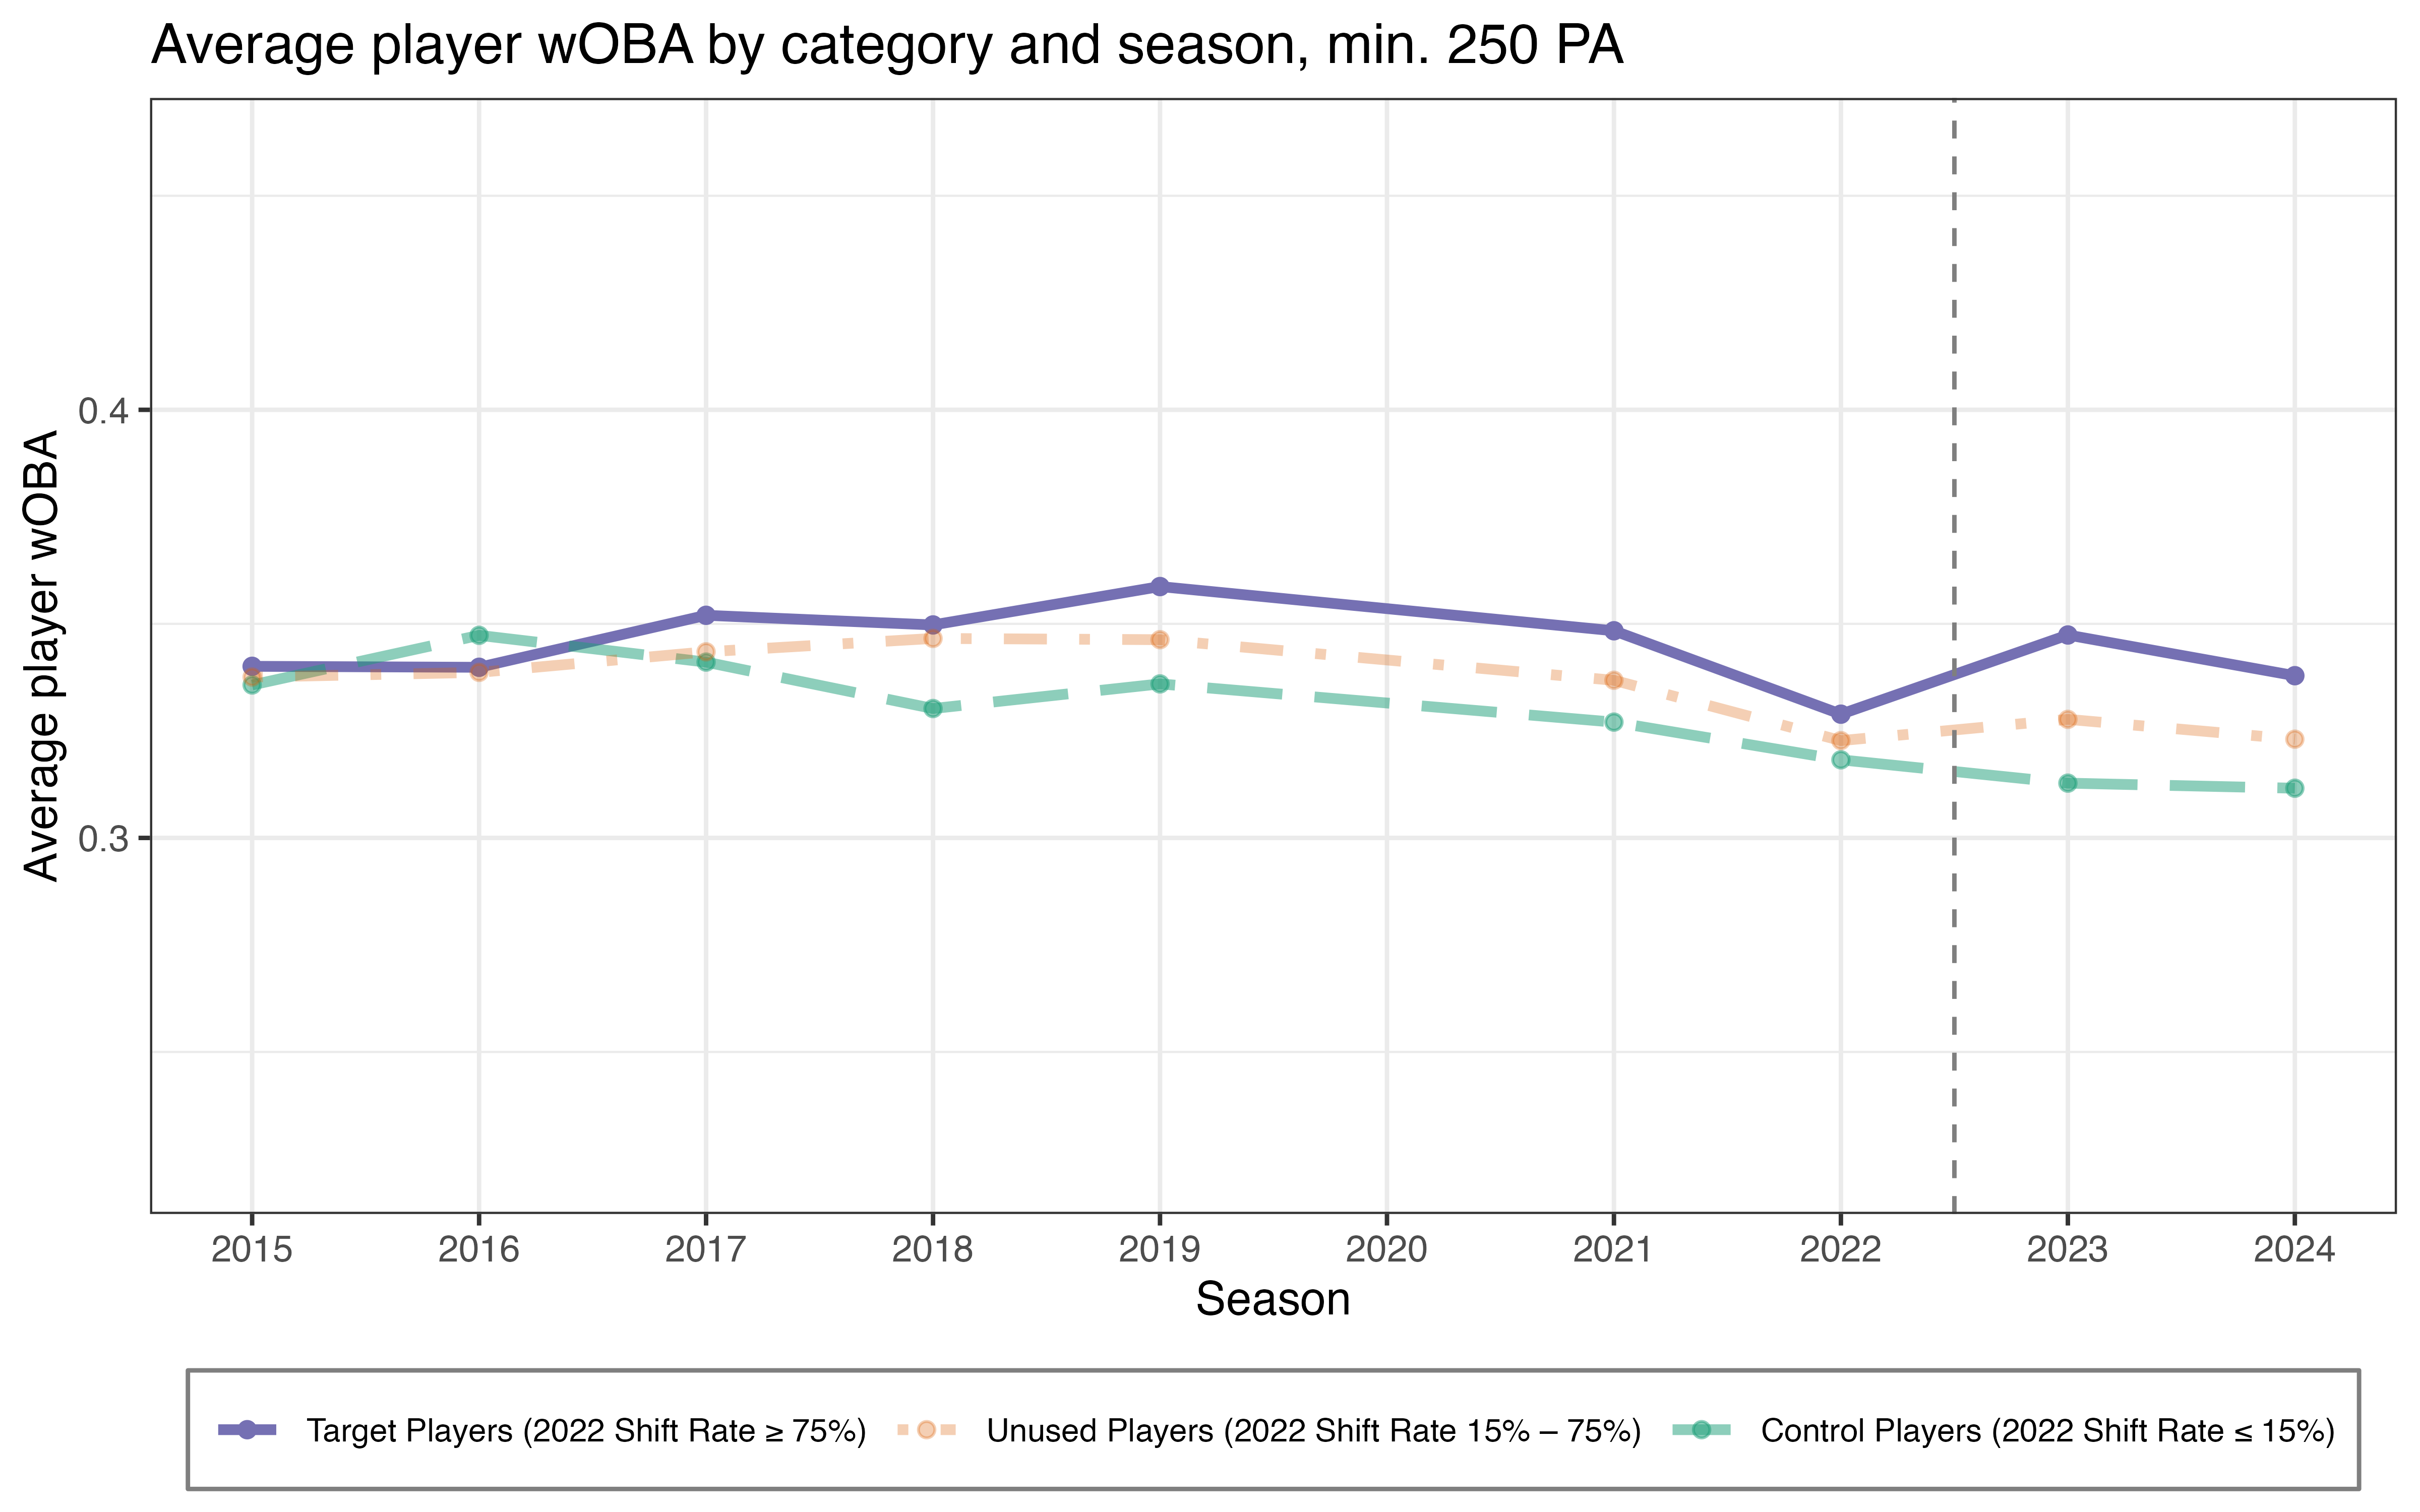 Average player wOBA by category and season, min. 250 PA
Average player wOBA
0.4
0.3
2015 2016 2017 2018 2019 2020 2021 2022 2023 2024
Season
Target Players (2022 Shift Rate ≥ 75%) Unused Players (2022 Shift Rate 15% – 75%) Control Players (2022 Shift Rate ≤ 15%)